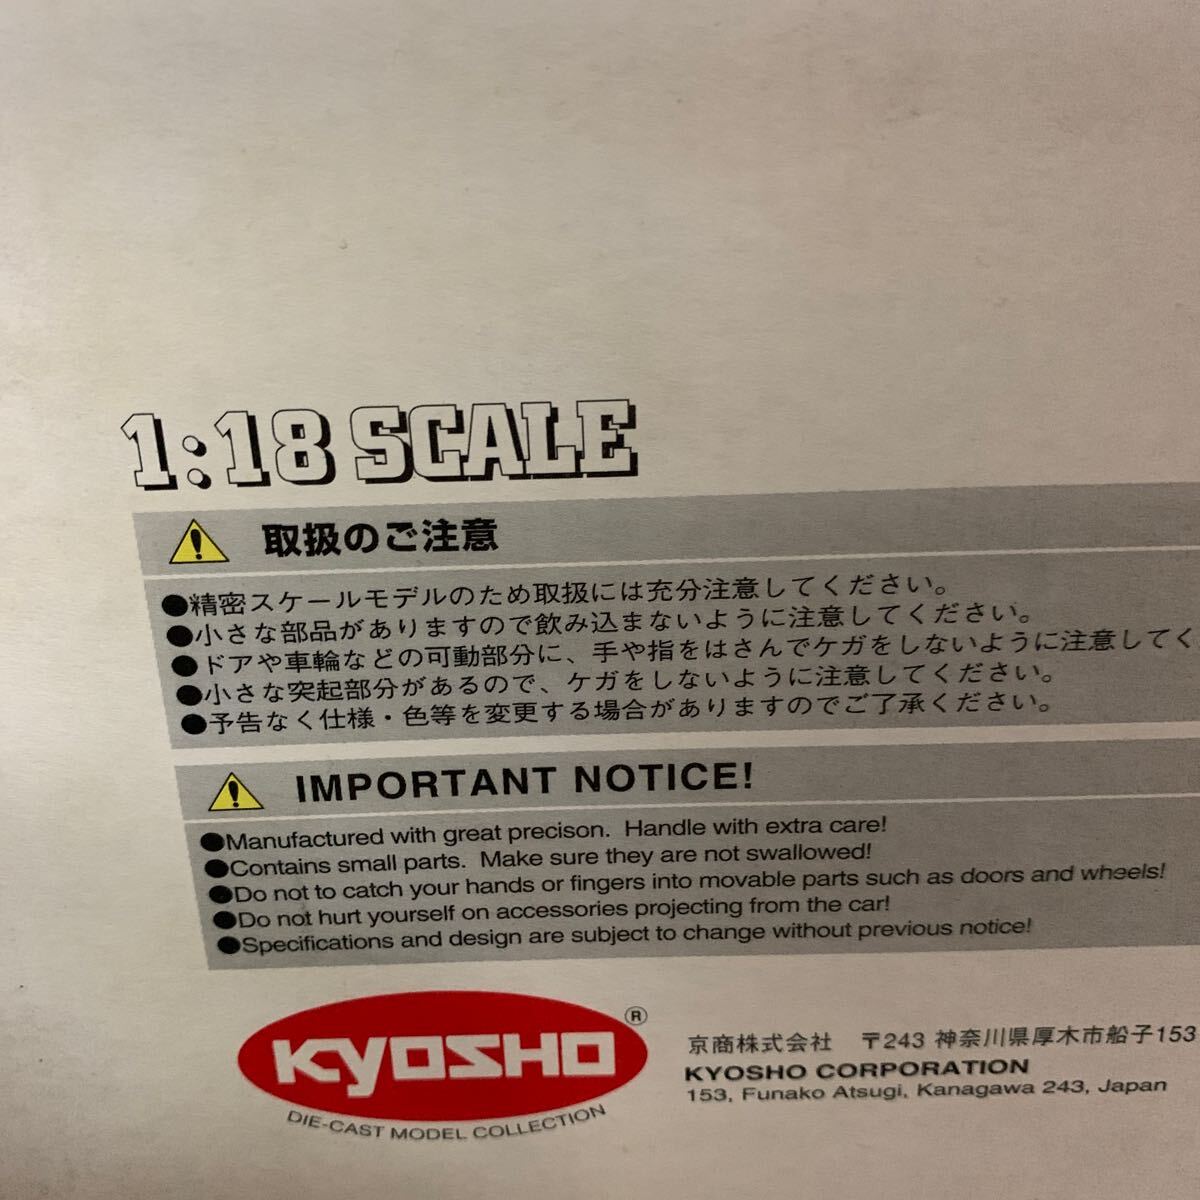 1:18 SCALE
取扱のご注意
●精密スケールモデルのため取扱には充分注意してください。
●小さな部品がありますので飲み込まないように注意してください。
●ドアや車輪などの可動部分に、手や指をはさんでケガをしないように注意してく
●小さな突起部分があるので、ケガをしないように注意してください。
●予告なく仕様・色等を変更する場合がありますのでご了承ください。
IMPORTANT NOTICE!
●Manufactured with great precison. Handle with extra care!
●Contains small parts. Make sure they are not swallowed!
●Do not to catch your hands or fingers into movable parts such as doors and wheels!
●Do not hurt yourself on accessories projecting from the car!
●Specifications and design are subject to change without previous notice!
KYOSHO ®
DIE-CAST MODEL COLLECTION
京商株式会社 〒243 神奈川県厚木市船子153
KYOSHO CORPORATION
153, Funako Atsugi, Kanagawa 243, Japan